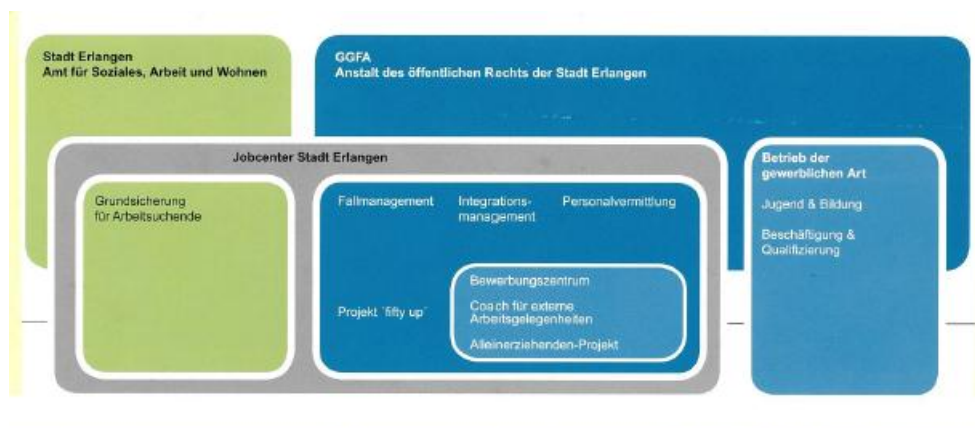 Stadt Erlangen
Amt für Soziales, Arbeit und Wohnen
GGFA
Anstalt des öffentlichen Rechts der Stadt Erlangen
Jobcenter Stadt Erlangen
Grundsicherung
für Arbeitsuchende
Fallmanagement
Integrations-
management
Personalvermittlung
Projekt ´fifty up´
Bewerbungszentrum
Coach für externe
Arbeitsgelegenheiten
Alleinerziehenden-Projekt
Betrieb der
gewerblichen Art
Jugend & Bildung
Beschäftigung &
Qualifizierung